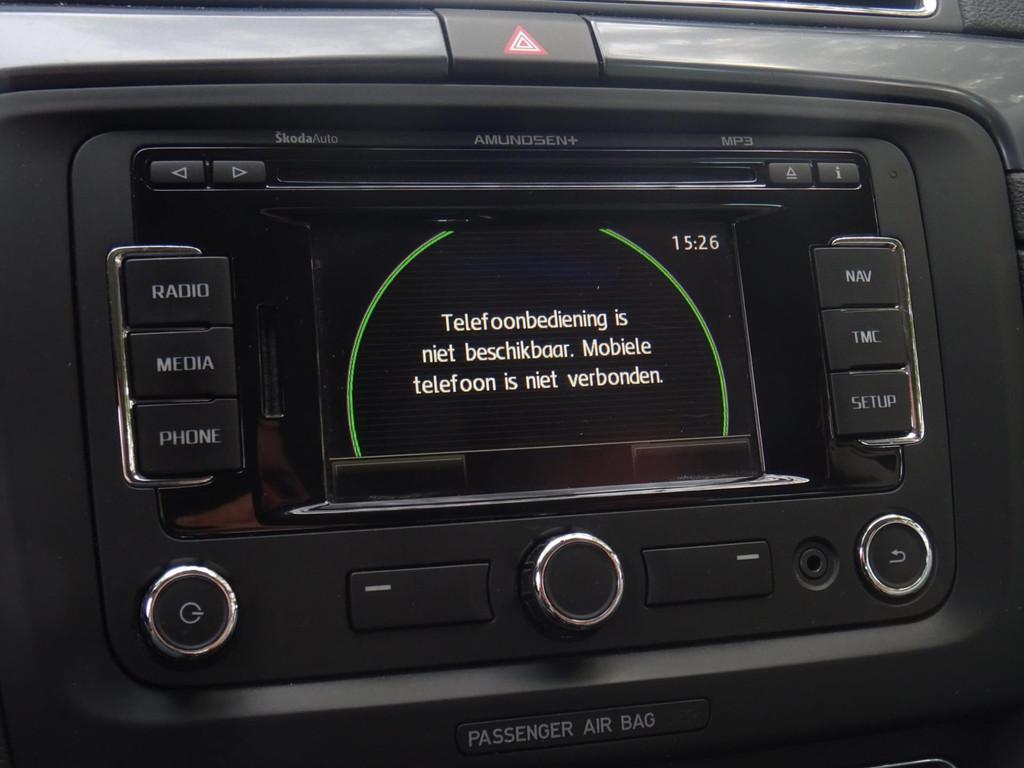 ŠkodaAuto AMUNDSEN+ MP3
i
15:26
RADIO
MEDIA
PHONE
Telefoonbediening is
niet beschikbaar. Mobiele
telefoon is niet verbonden.
NAV
TMC
SETUP
PASSENGER AIR BAG